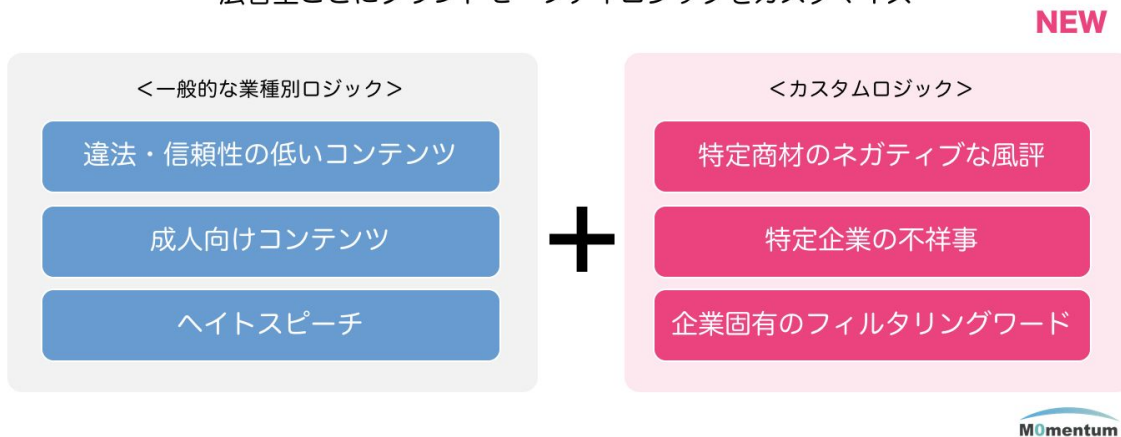 NEW
<一般的な業種別ロジック>
違法・信頼性の低いコンテンツ
成人向けコンテンツ
ヘイトスピーチ
+
<カスタムロジック>
特定商材のネガティブな風評
特定企業の不祥事
企業固有のフィルタリングワード
M0mentum